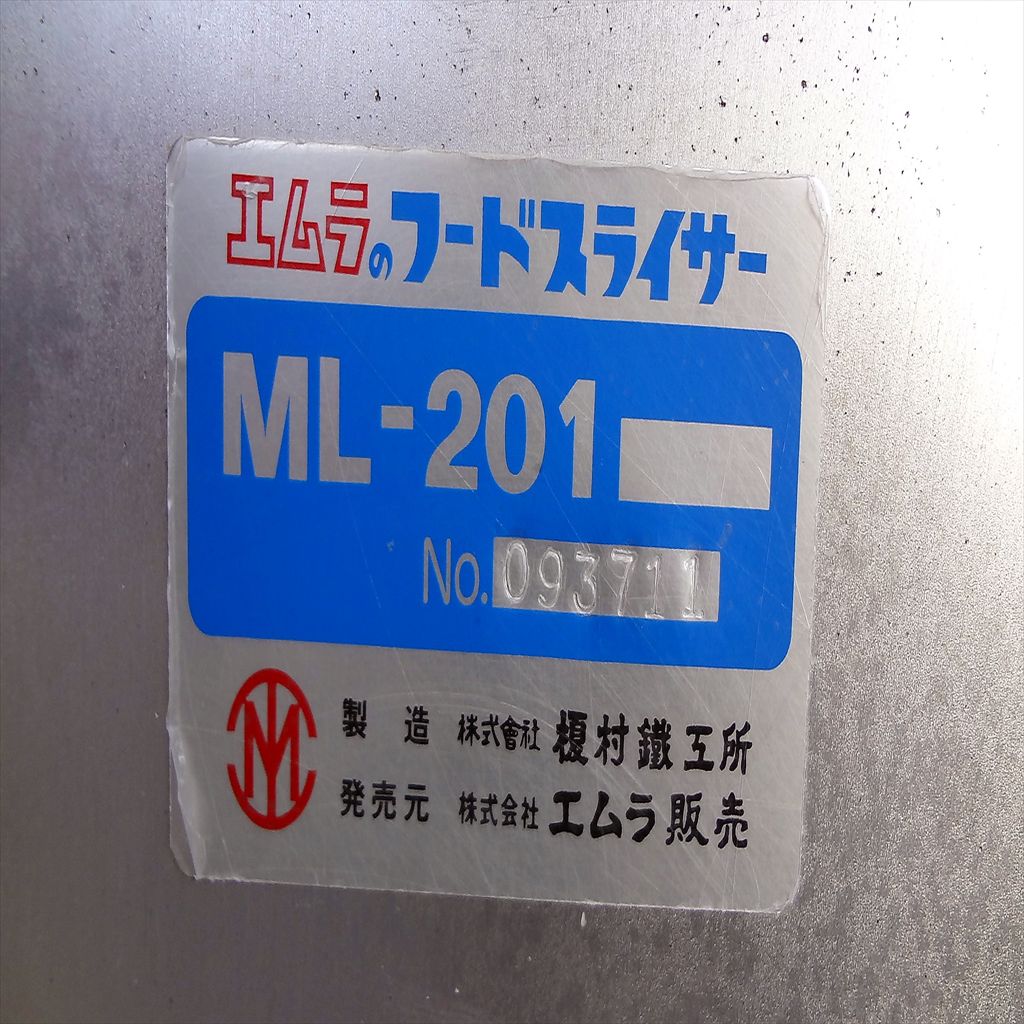 エムラのフードスライサー
ML-201
No. 093711
製造 株式會社 榎村鐵工所
発売元 株式会社 エムラ販売